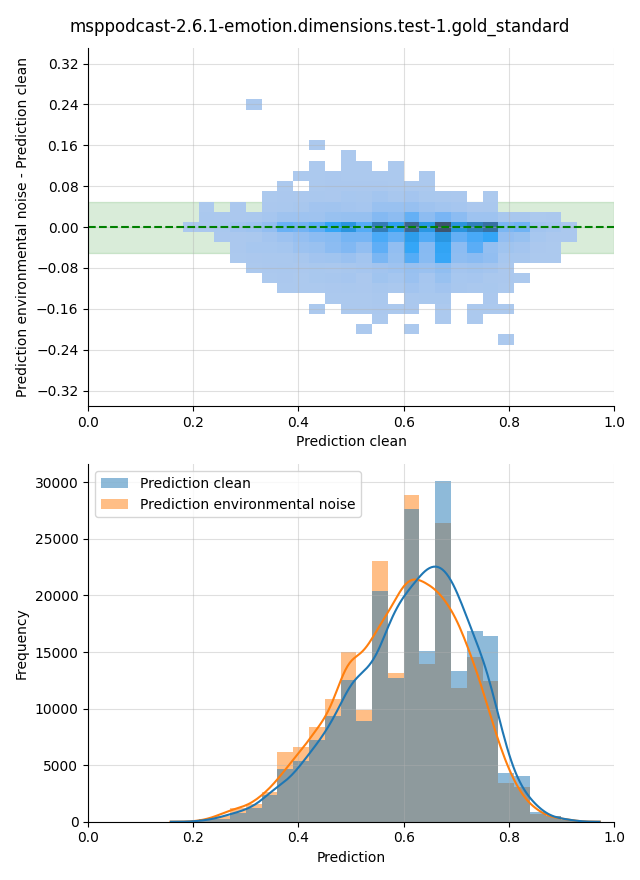 msppodcast-2.6.1-emotion.dimensions.test-1.gold_standard
Prediction environmental noise - Prediction clean
0.32
0.24
0.16
0.08
0.00
−0.08
−0.16
−0.24
−0.32
0.0 0.2 0.4 0.6 0.8 1.0
Prediction clean
Prediction clean
Prediction environmental noise
Frequency
30000
25000
20000
15000
10000
5000
0
0.0 0.2 0.4 0.6 0.8 1.0
Prediction